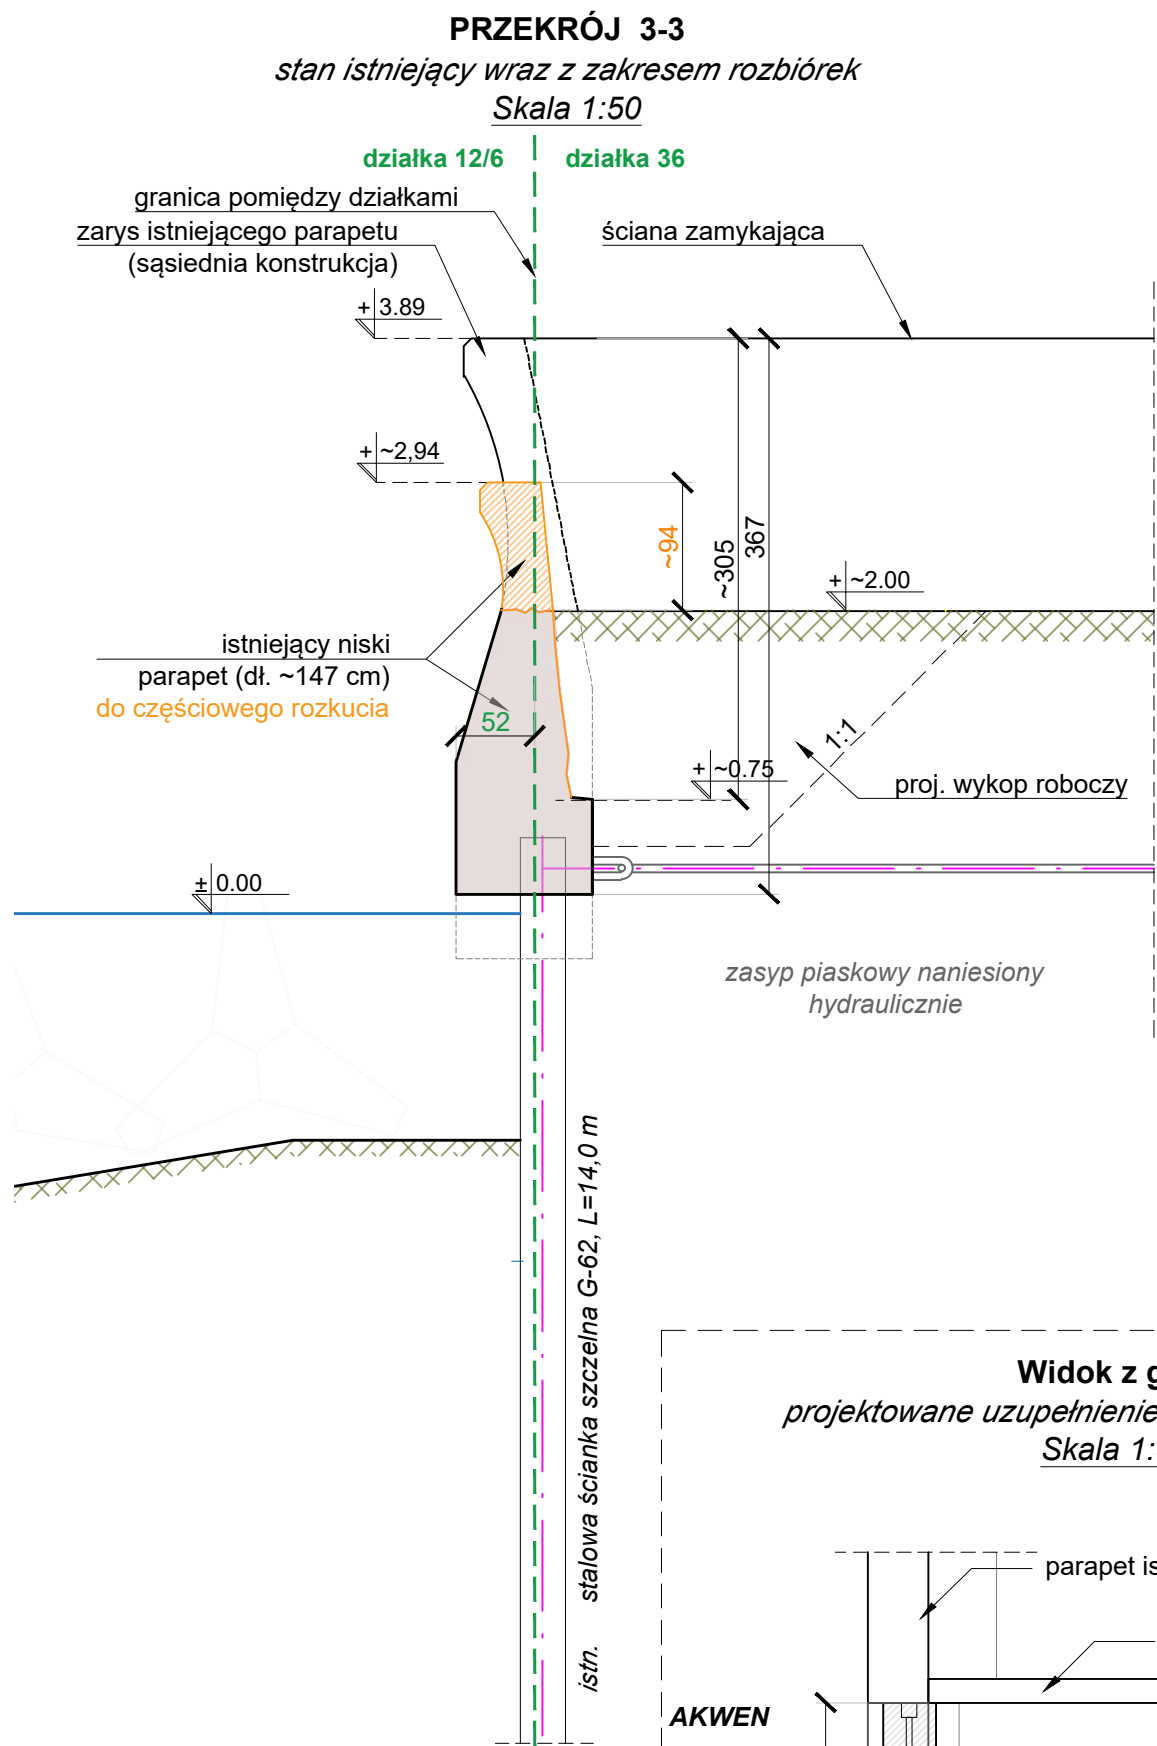 PRZEKRÓJ 3-3
stan istniejący wraz z zakresem rozbiórek
Skala 1:50
działka 12/6
działka 36
granica pomiędzy działkami
zarys istniejącego parapetu
(sąsiednia konstrukcja)
ściana zamykająca
+ 3.89
+ ~2,94
~94
~305
367
+ ~2.00
istniejący niski
parapet (dł. ~147 cm)
do częściowego rozkucia
52
1:1
+ ~0.75
proj. wykop roboczy
± 0.00
zasyp piaskowy naniesiony
hydraulicznie
istn. stalowa ścianka szczelna G-62, L=14,0 m
Widok z g
projektowane uzupełnienie
Skala 1:
parapet is
AKWEN